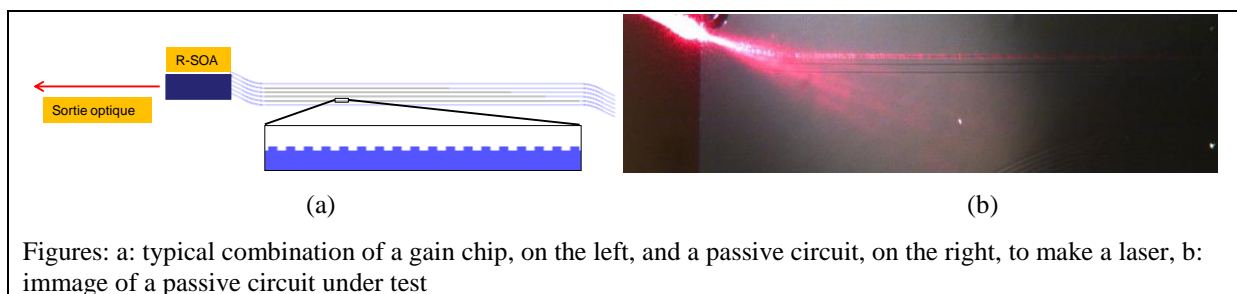 R-SOA
Sortie optique
(a)
(b)
Figures: a: typical combination of a gain chip, on the left, and a passive circuit, on the right, to make a laser, b:
immage of a passive circuit under test